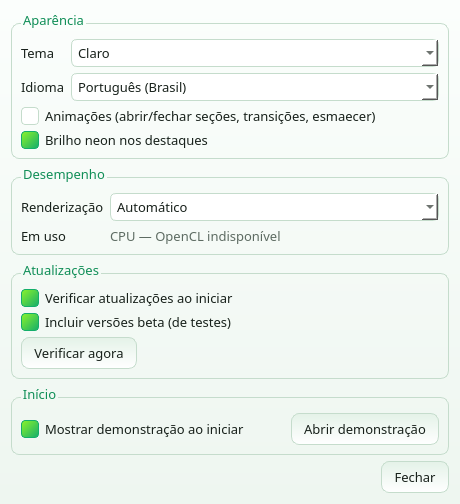 Aparência
Tema Claro
Idioma Português (Brasil)
Animações (abrir/fechar seções, transições, esmaecer)
Brilho neon nos destaques
Desempenho
Renderização Automático
Em uso CPU — OpenCL indisponível
Atualizações
Verificar atualizações ao iniciar
Incluir versões beta (de testes)
Verificar agora
Início
Mostrar demonstração ao iniciar Abrir demonstração
Fechar